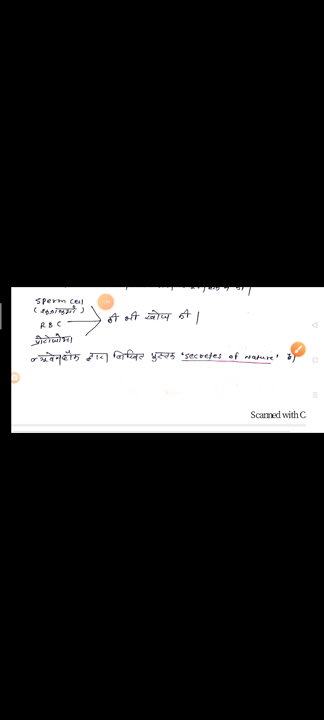 Sperm cell
(शुक्राणुओं)
RBC
प्रोटोजोआ
की भी खोज की |
ल्यूवेनहॉक द्वारा लिखित पुस्तक 'secretes of nature' है|
Scanned with C